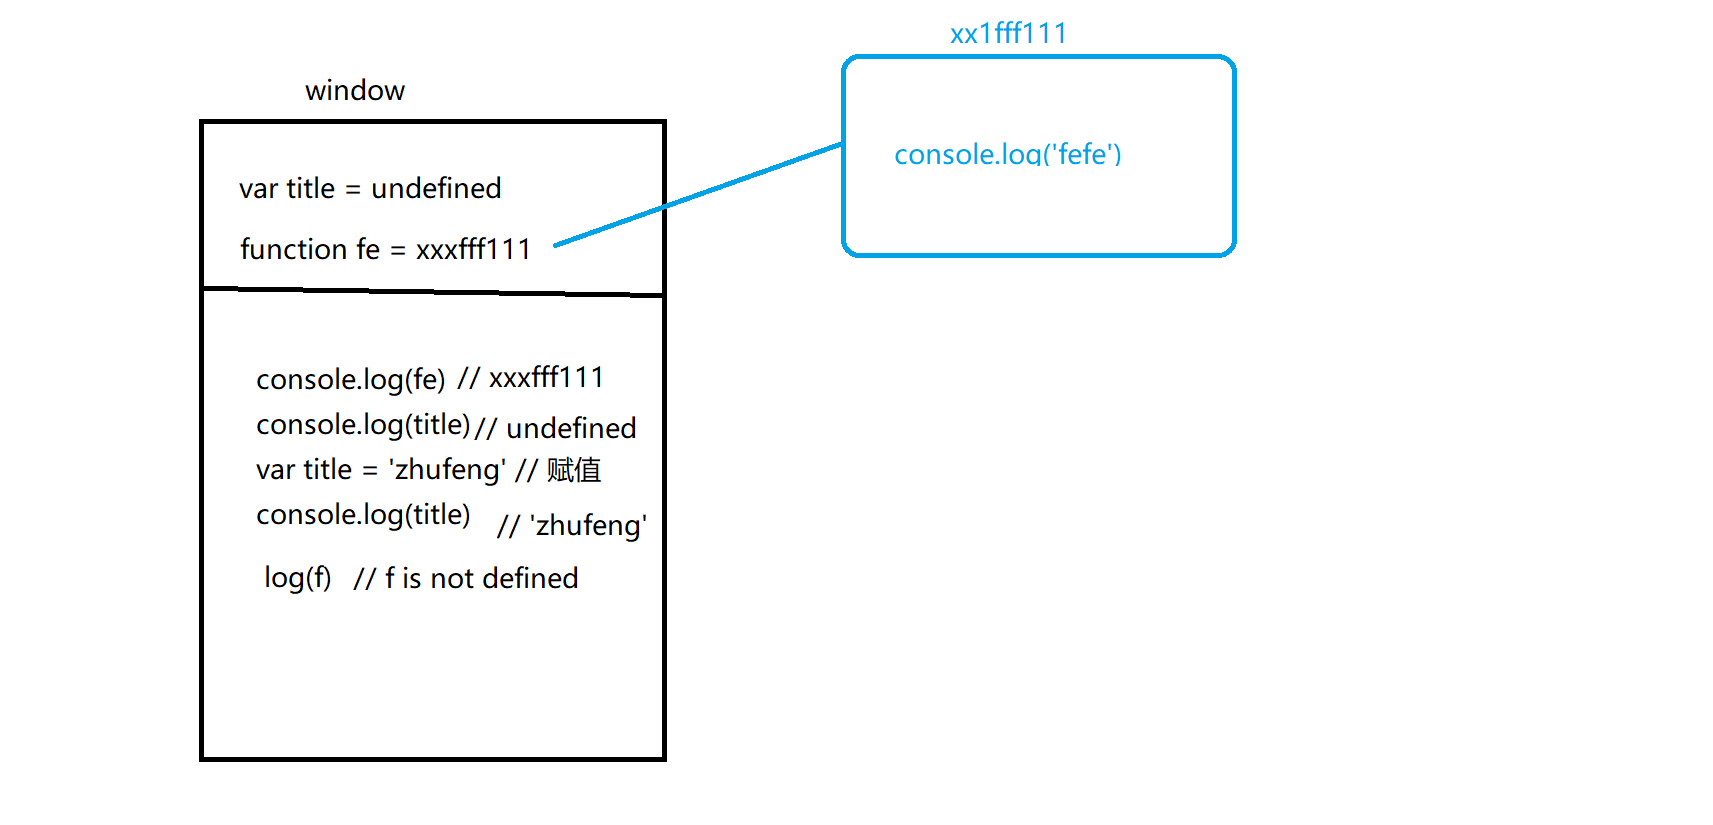 xx1fff111
window
console.log('fefe')
var title = undefined
function fe = xxxfff111
console.log(fe) // xxxfff111
console.log(title) // undefined
var title = 'zhufeng' // 赋值
console.log(title) // 'zhufeng'
log(f) // f is not defined